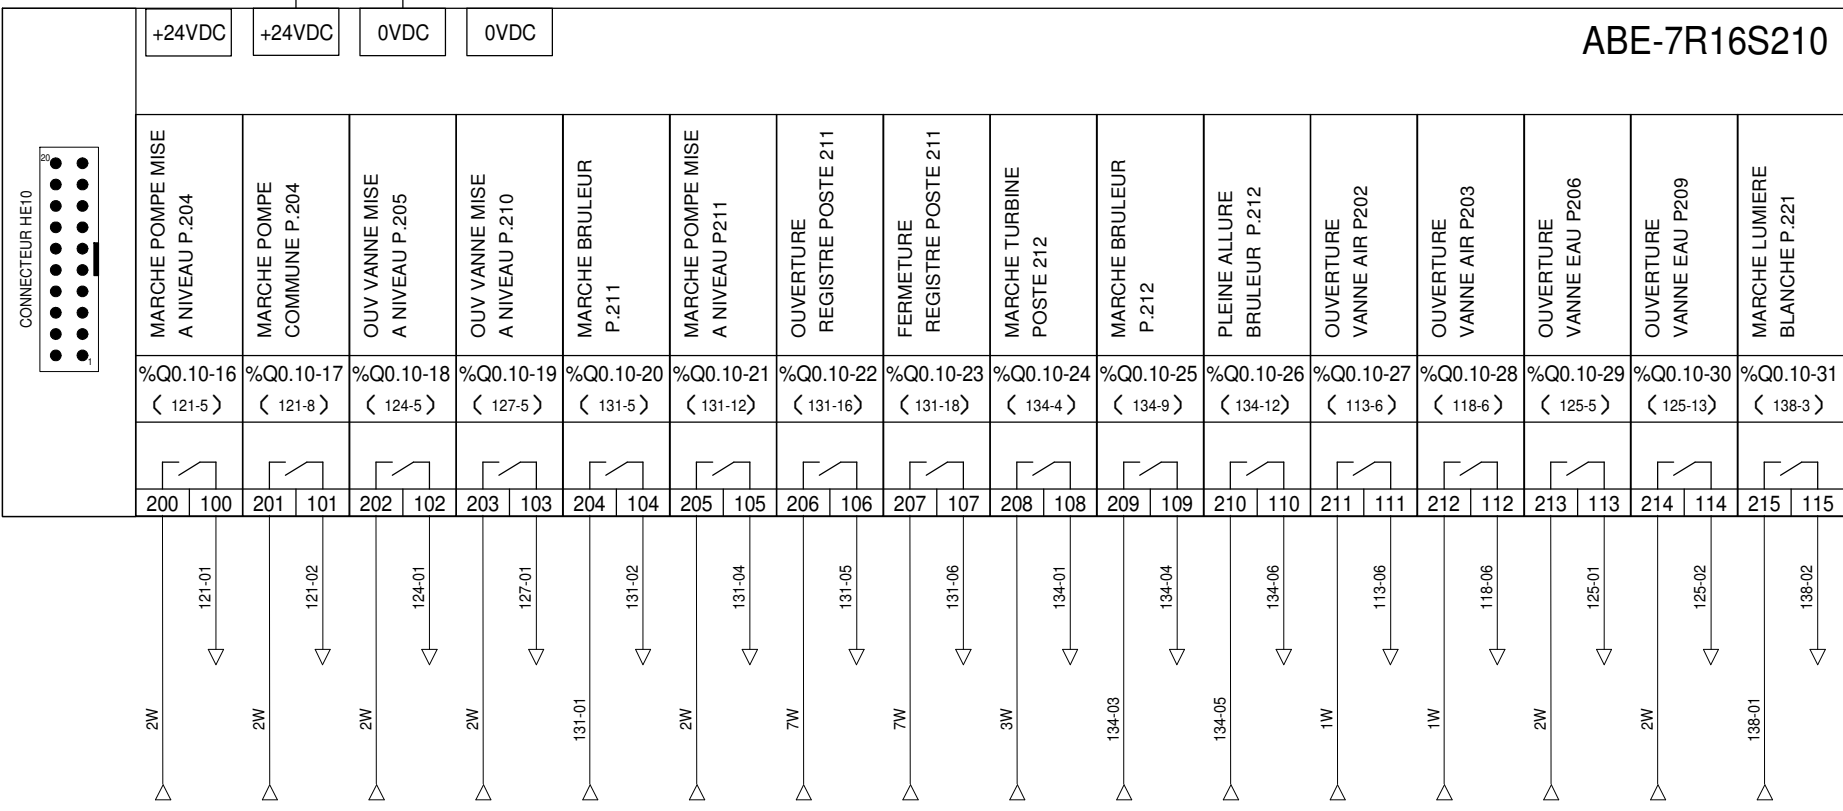 +24VDC +24VDC 0VDC 0VDC ABE-7R16S210
CONNECTEUR HE10
20
1
MARCHE POMPE MISE
A NIVEAU P.204
MARCHE POMPE
COMMUNE P.204
OUV VANNE MISE
A NIVEAU P.205
OUV VANNE MISE
A NIVEAU P.210
MARCHE BRULEUR
P.211
MARCHE POMPE MISE
A NIVEAU P211
OUVERTURE
REGISTRE POSTE 211
FERMETURE
REGISTRE POSTE 211
MARCHE TURBINE
POSTE 212
MARCHE BRULEUR
P.212
PLEINE ALLURE
BRULEUR P.212
OUVERTURE
VANNE AIR P202
OUVERTURE
VANNE AIR P203
OUVERTURE
VANNE EAU P206
OUVERTURE
VANNE EAU P209
MARCHE LUMIERE
BLANCHE P.221
%Q0.10-16 %Q0.10-17 %Q0.10-18 %Q0.10-19 %Q0.10-20 %Q0.10-21 %Q0.10-22 %Q0.10-23 %Q0.10-24 %Q0.10-25 %Q0.10-26 %Q0.10-27 %Q0.10-28 %Q0.10-29 %Q0.10-30 %Q0.10-31
( 121-5 ) ( 121-8 ) ( 124-5 ) ( 127-5 ) ( 131-5 ) ( 131-12 ) ( 131-16 ) ( 131-18 ) ( 134-4 ) ( 134-9 ) ( 134-12 ) ( 113-6 ) ( 118-6 ) ( 125-5 ) ( 125-13 ) ( 138-3 )
200 100 201 101 202 102 203 103 204 104 205 105 206 106 207 107 208 108 209 109 210 110 211 111 212 112 213 113 214 114 215 115
121-01 121-02 124-01 127-01 131-02 131-04 131-05 131-06 134-01 134-04 134-06 113-06 118-06 125-01 125-02 138-02
2W 2W 2W 2W 131-01 2W 7W 7W 3W 134-03 134-05 1W 1W 2W 2W 138-01